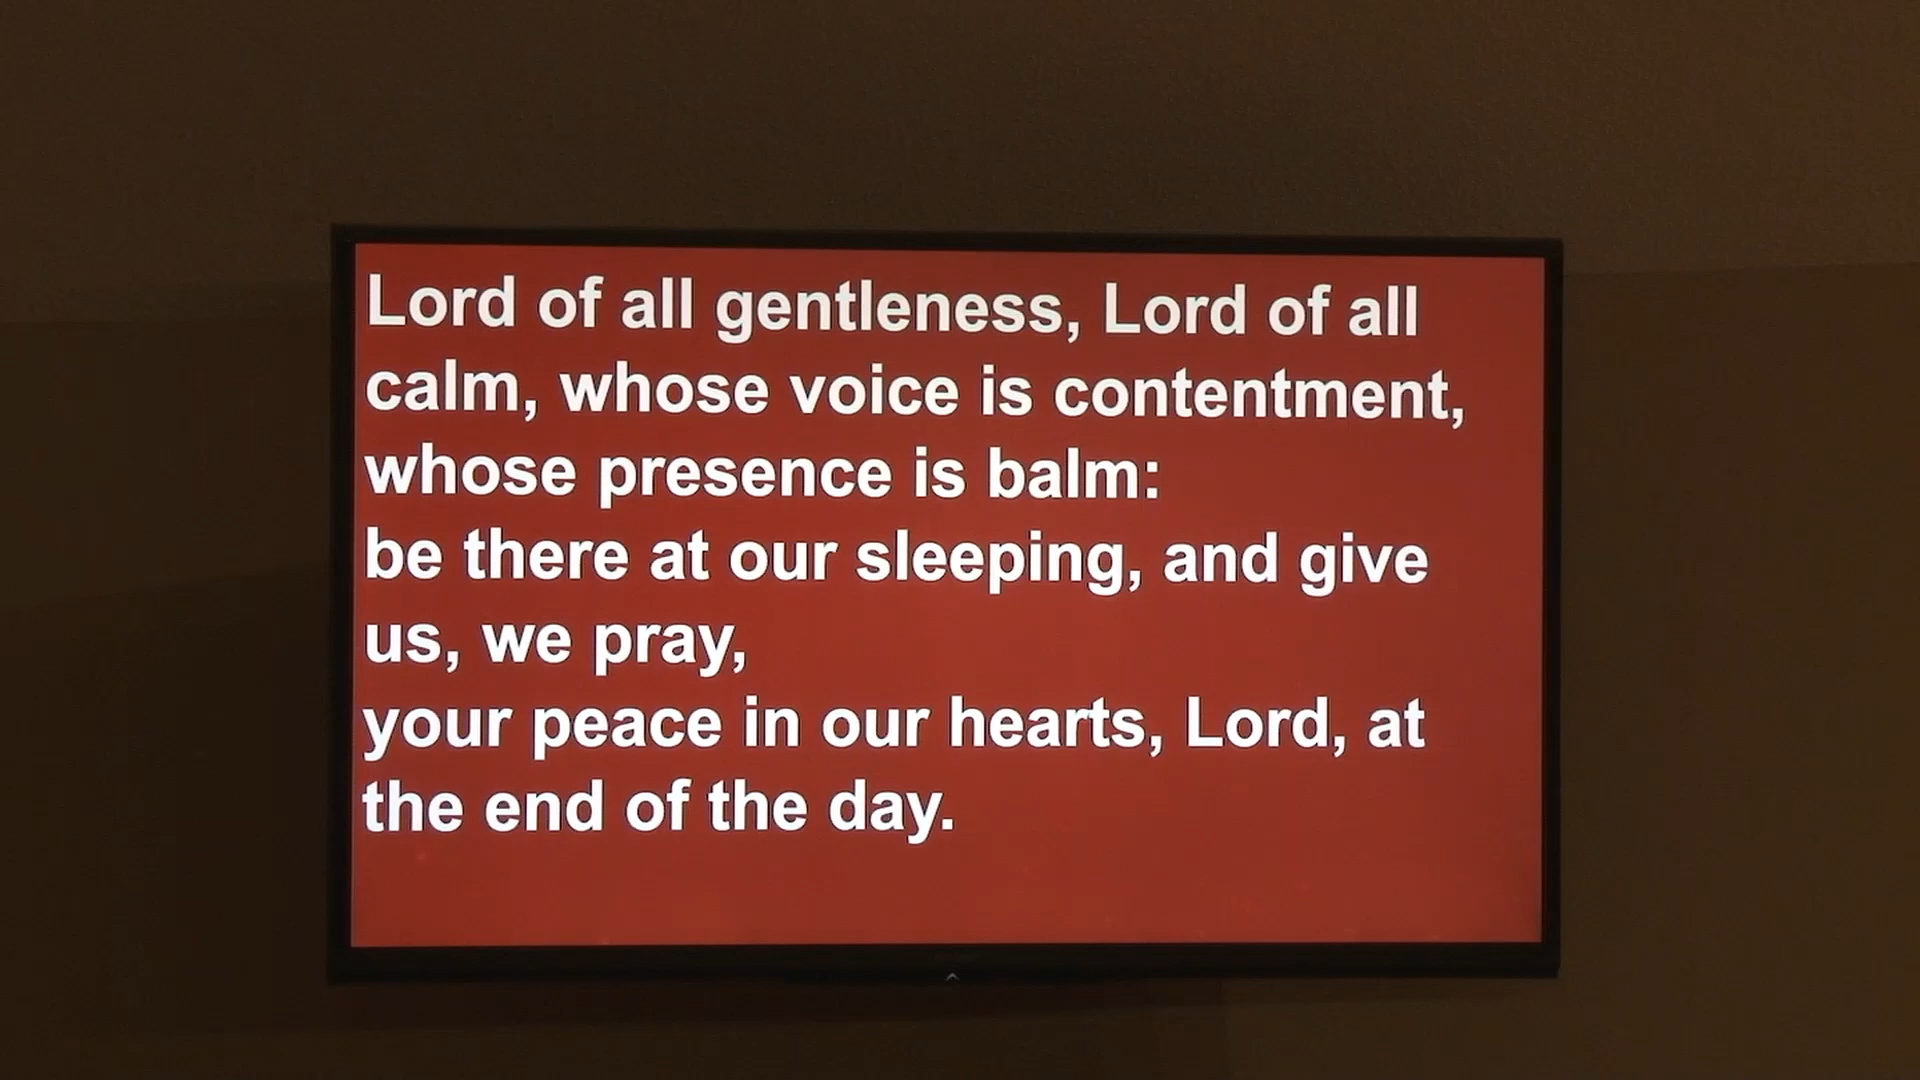 Lord of all gentleness, Lord of all
calm, whose voice is contentment,
whose presence is balm:
be there at our sleeping, and give
us, we pray,
your peace in our hearts, Lord, at
the end of the day.